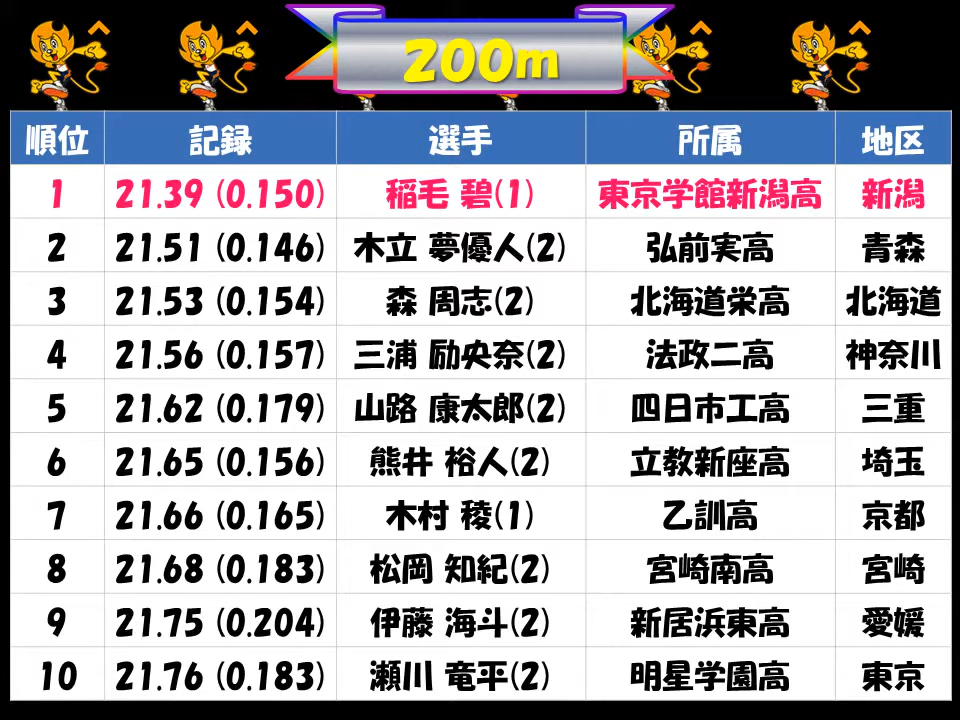 200m
順位 記録 選手 所属 地区
1 21.39 (0.150) 稲毛 碧(1) 東京学館新潟高 新潟
2 21.51 (0.146) 木立 夢優人(2) 弘前実高 青森
3 21.53 (0.154) 森 周志(2) 北海道栄高 北海道
4 21.56 (0.157) 三浦 励央奈(2) 法政二高 神奈川
5 21.62 (0.179) 山路 康太郎(2) 四日市工高 三重
6 21.65 (0.156) 熊井 裕人(2) 立教新座高 埼玉
7 21.66 (0.165) 木村 稜(1) 乙訓高 京都
8 21.68 (0.183) 松岡 知紀(2) 宮崎南高 宮崎
9 21.75 (0.204) 伊藤 海斗(2) 新居浜東高 愛媛
10 21.76 (0.183) 瀬川 竜平(2) 明星学園高 東京